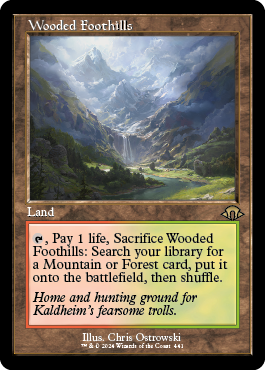 Wooded Foothills
Land
, Pay 1 life, Sacrifice Wooded
Foothills: Search your library for
a Mountain or Forest card, put it
onto the battlefield, then shuffle.
Home and hunting ground for
Kaldheim's fearsome trolls.
Illus. Chris Ostrowski
™ & © 2024 Wizards of the Coast 441